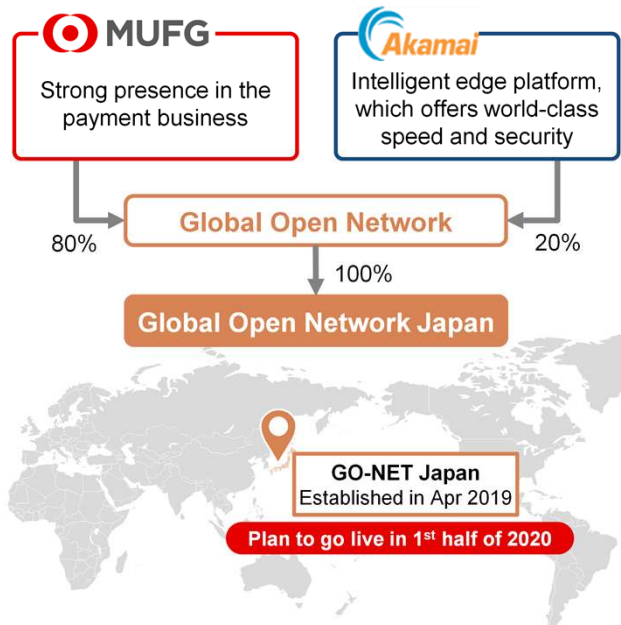 MUFG
Strong presence in the
payment business
Akamai
Intelligent edge platform,
which offers world-class
speed and security
Global Open Network
80%
20%
100%
Global Open Network Japan
GO-NET Japan
Established in Apr 2019
Plan to go live in 1st half of 2020